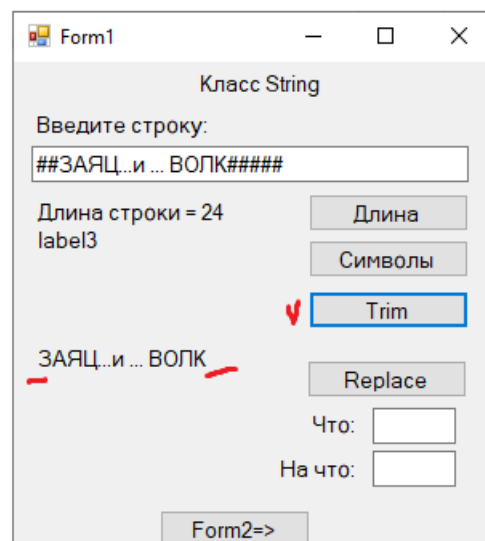 Form1
Класс String
Введите строку:
##ЗАЯЦ...и ... ВОЛК#####
Длина строки = 24
Длина
label3
Символы
Trim
ЗАЯЦ...и ... ВОЛК
Replace
Что:
На что:
Form2=>